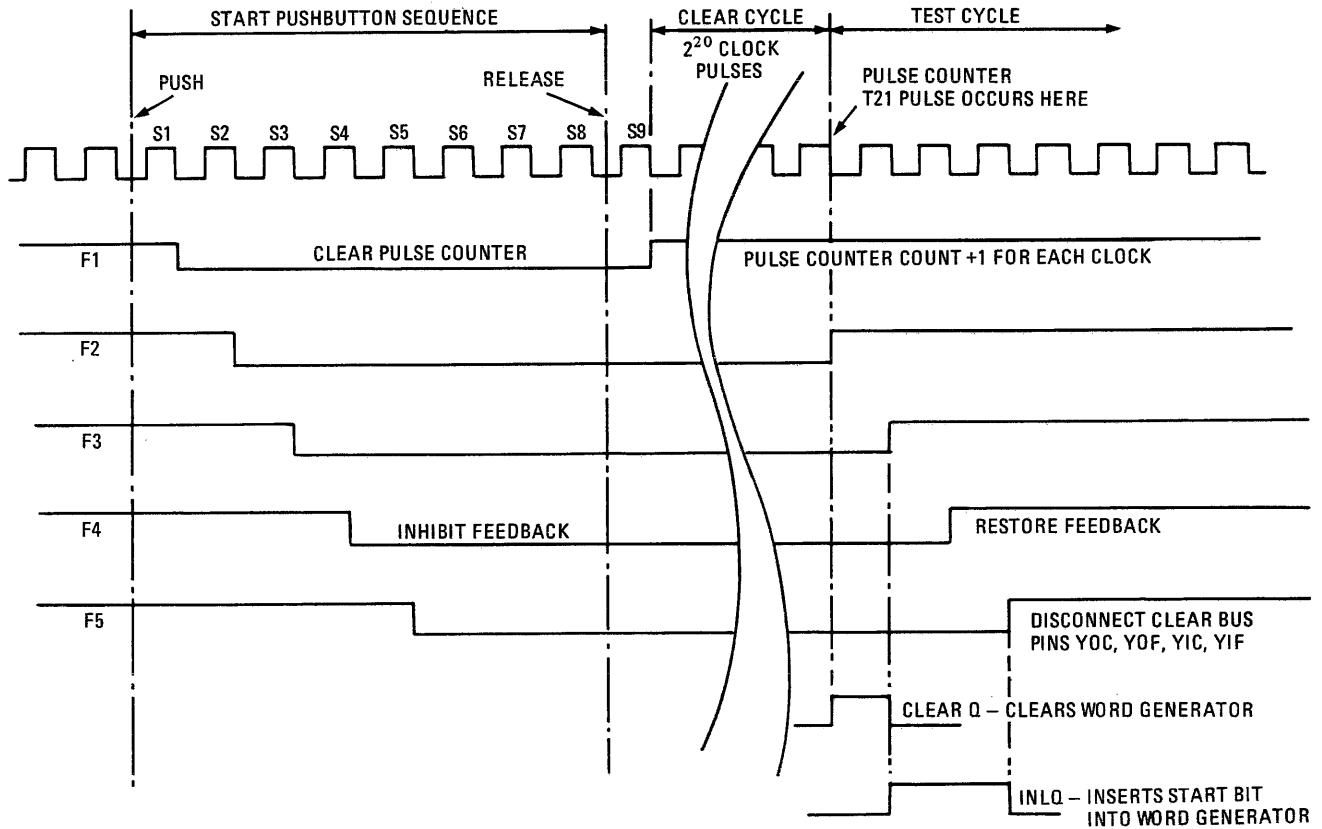 START PUSHBUTTON SEQUENCE
CLEAR CYCLE
TEST CYCLE
2²⁰ CLOCK
PULSES
PUSH
RELEASE
PULSE COUNTER
T21 PULSE OCCURS HERE
S1 S2 S3 S4 S5 S6 S7 S8 S9
F1
CLEAR PULSE COUNTER
PULSE COUNTER COUNT +1 FOR EACH CLOCK
F2
F3
F4
INHIBIT FEEDBACK
RESTORE FEEDBACK
F5
DISCONNECT CLEAR BUS
PINS YOC, YOF, YIC, YIF
CLEAR Q – CLEARS WORD GENERATOR
INLQ – INSERTS START BIT
INTO WORD GENERATOR